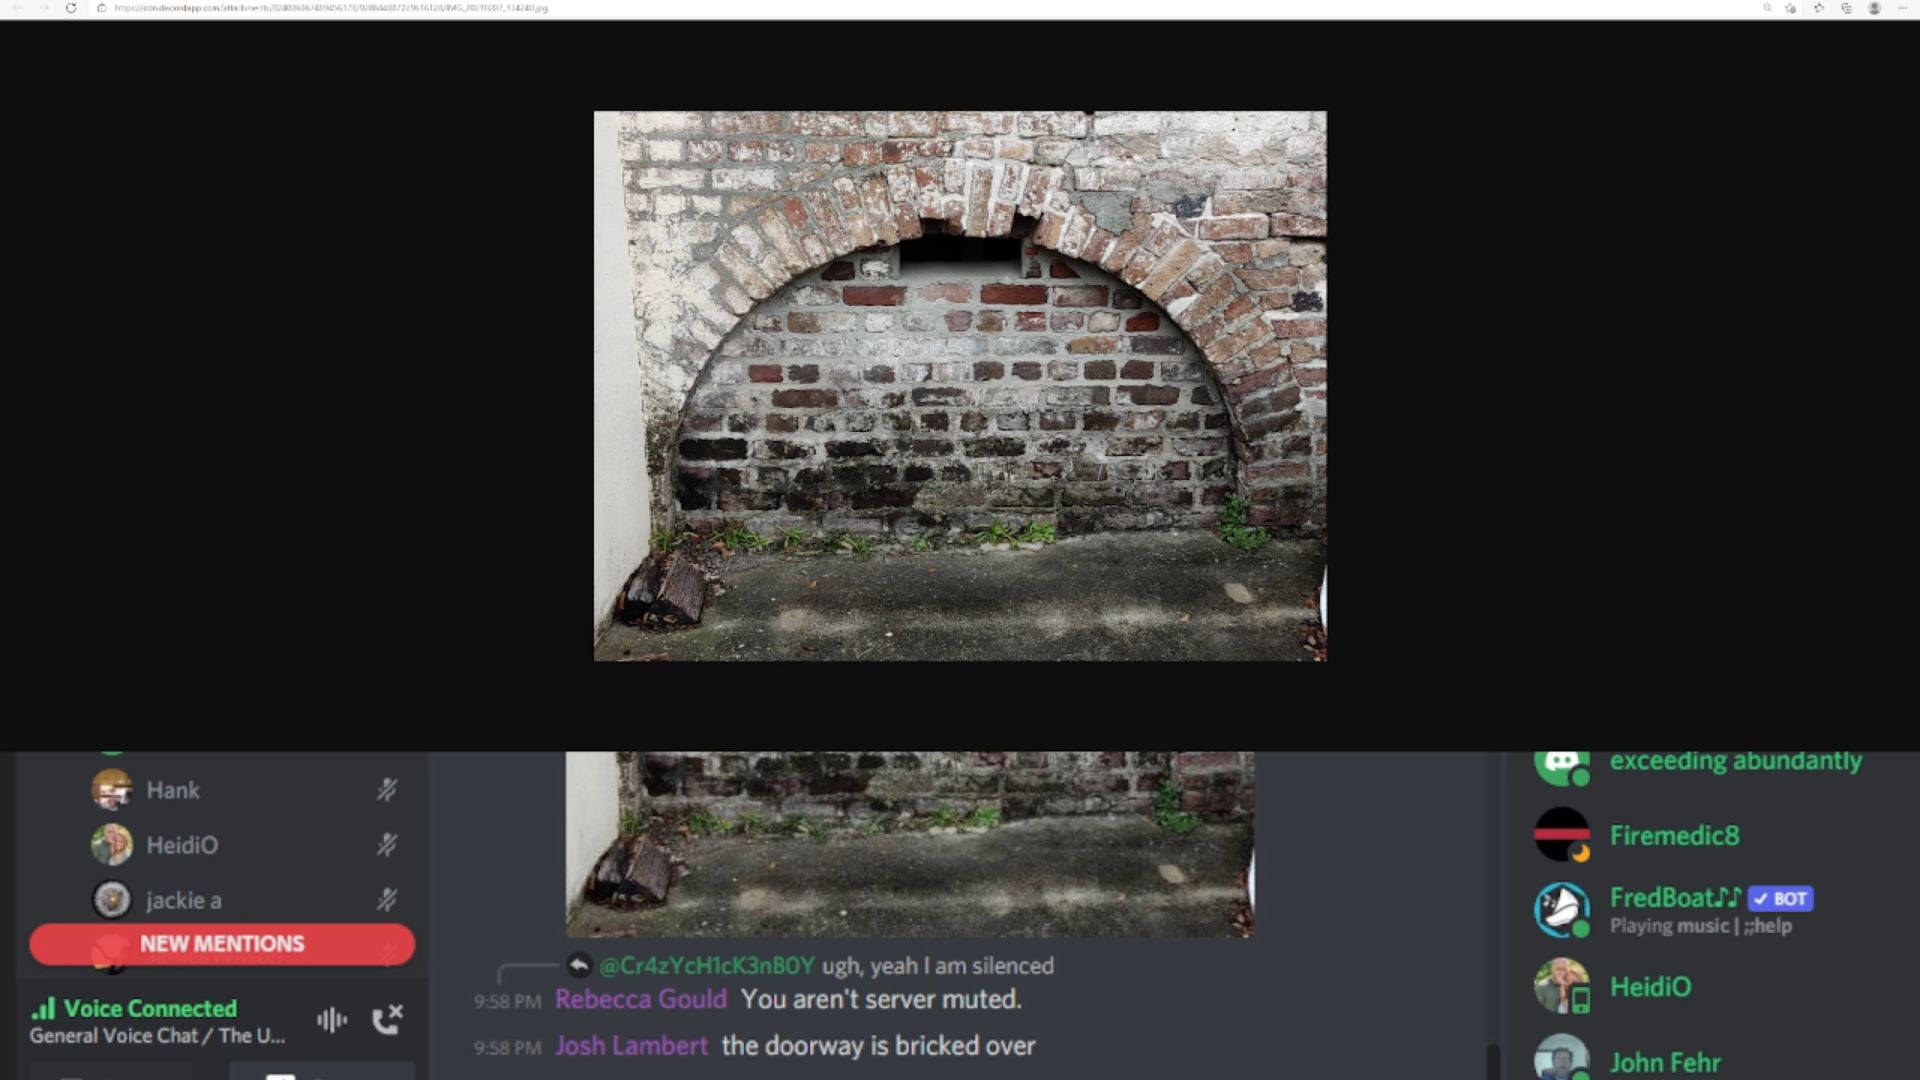 Hank
HeidiO
jackie a
NEW MENTIONS
Voice Connected
General Voice Chat / The U...
@Cr4zYcH1cK3nB0Y ugh, yeah I am silenced
9:58 PM Rebecca Gould You aren't server muted.
9:58 PM Josh Lambert the doorway is bricked over
exceeding abundantly
Firemedic8
FredBoat♪♪ ✓ BOT
Playing music | ;;help
HeidiO
John Fehr